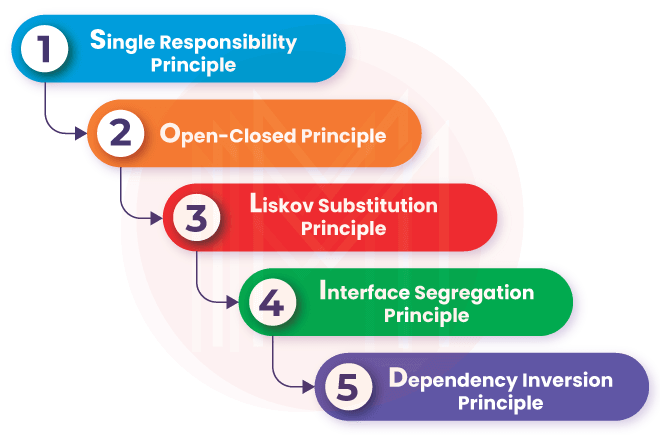 1
Single Responsibility
Principle
2
Open-Closed Principle
3
Liskov Substitution
Principle
4
Interface Segregation
Principle
5
Dependency Inversion
Principle